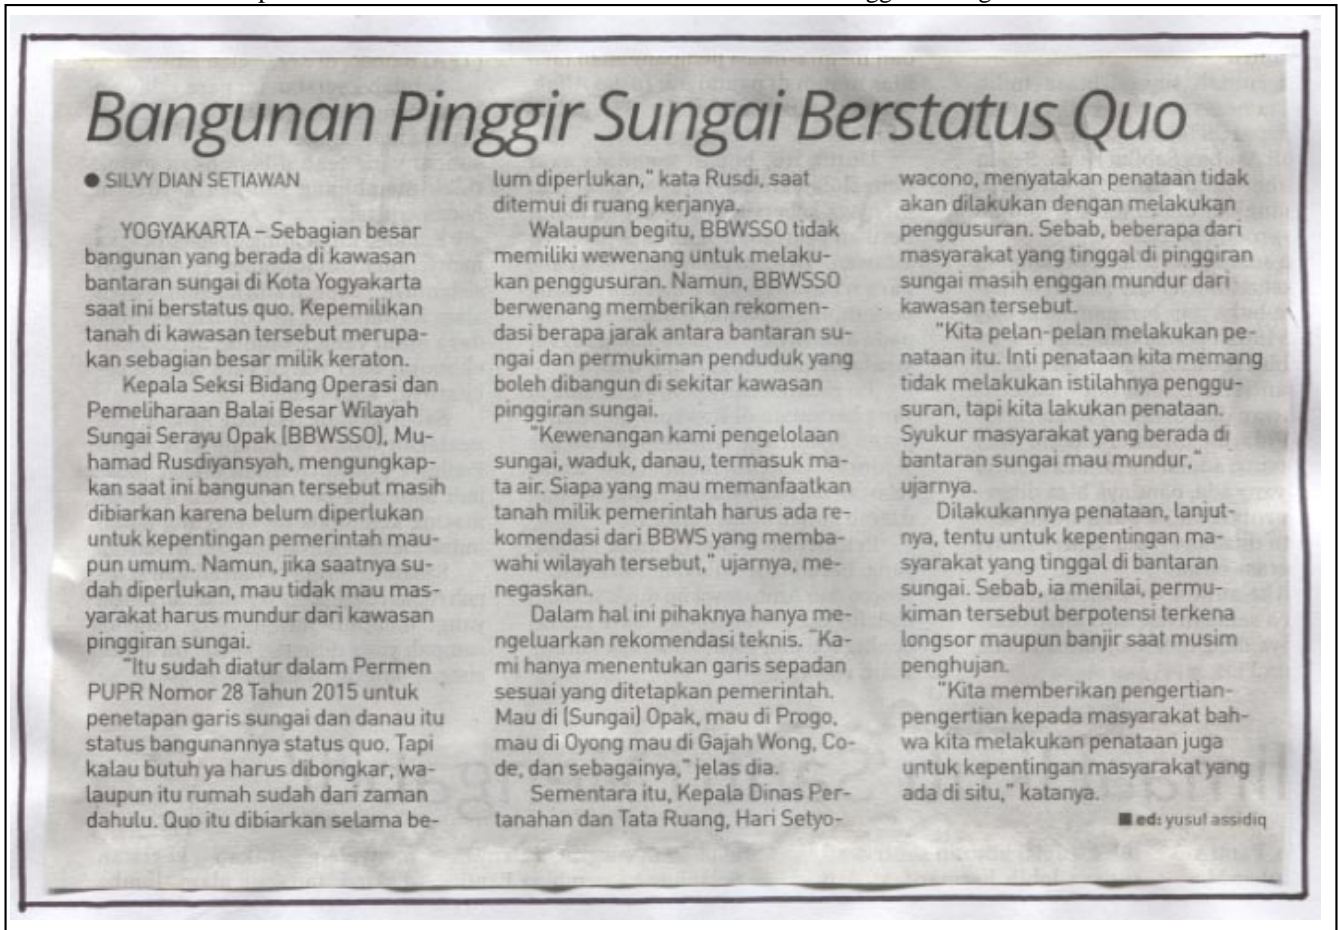 Bangunan Pinggir Sungai Berstatus Quo
● SILVY DIAN SETIAWAN
YOGYAKARTA – Sebagian besar
bangunan yang berada di kawasan
bantaran sungai di Kota Yogyakarta
saat ini berstatus quo. Kepemilikan
tanah di kawasan tersebut merupa-
kan sebagian besar milik keraton.
Kepala Seksi Bidang Operasi dan
Pemeliharaan Balai Besar Wilayah
Sungai Serayu Opak (BBWSSO), Mu-
hamad Rusdiyansyah, mengungkap-
kan saat ini bangunan tersebut masih
dibiarkan karena belum diperlukan
untuk kepentingan pemerintah mau-
pun umum. Namun, jika saatnya su-
dah diperlukan, mau tidak mau mas-
yarakat harus mundur dari kawasan
pinggiran sungai.
"Itu sudah diatur dalam Permen
PUPR Nomor 28 Tahun 2015 untuk
penetapan garis sungai dan danau itu
status bangunannya status quo. Tapi
kalau butuh ya harus dibongkar, wa-
laupun itu rumah sudah dari zaman
dahulu. Quo itu dibiarkan selama be-
lum diperlukan," kata Rusdi, saat
ditemui di ruang kerjanya.
Walaupun begitu, BBWSSO tidak
memiliki wewenang untuk melaku-
kan penggusuran. Namun, BBWSSO
berwenang memberikan rekomen-
dasi berapa jarak antara bantaran su-
ngai dan permukiman penduduk yang
boleh dibangun di sekitar kawasan
pinggiran sungai.
"Kewenangan kami pengelolaan
sungai, waduk, danau, termasuk ma-
ta air. Siapa yang mau memanfaatkan
tanah milik pemerintah harus ada re-
komendasi dari BBWS yang memba-
wahi wilayah tersebut," ujarnya, me-
negaskan.
Dalam hal ini pihaknya hanya me-
ngeluarkan rekomendasi teknis. "Ka-
mi hanya menentukan garis sepadan
sesuai yang ditetapkan pemerintah.
Mau di (Sungai) Opak, mau di Progo,
mau di Oyong mau di Gajah Wong, Co-
de, dan sebagainya," jelas dia.
Sementara itu, Kepala Dinas Per-
tanahan dan Tata Ruang, Hari Setyo-
wacono, menyatakan penataan tidak
akan dilakukan dengan melakukan
penggusuran. Sebab, beberapa dari
masyarakat yang tinggal di pinggiran
sungai masih enggan mundur dari
kawasan tersebut.
"Kita pelan-pelan melakukan pe-
nataan itu. Inti penataan kita memang
tidak melakukan istilahnya penggu-
suran, tapi kita lakukan penataan.
Syukur masyarakat yang berada di
bantaran sungai mau mundur,"
ujarnya.
Dilakukannya penataan, lanjut-
nya, tentu untuk kepentingan ma-
syarakat yang tinggal di bantaran
sungai. Sebab, ia menilai, permu-
kiman tersebut berpotensi terkena
longsor maupun banjir saat musim
penghujan.
"Kita memberikan pengertian-
pengertian kepada masyarakat bah-
wa kita melakukan penataan juga
untuk kepentingan masyarakat yang
ada di situ," katanya.
■ ed: yusuf assidiq